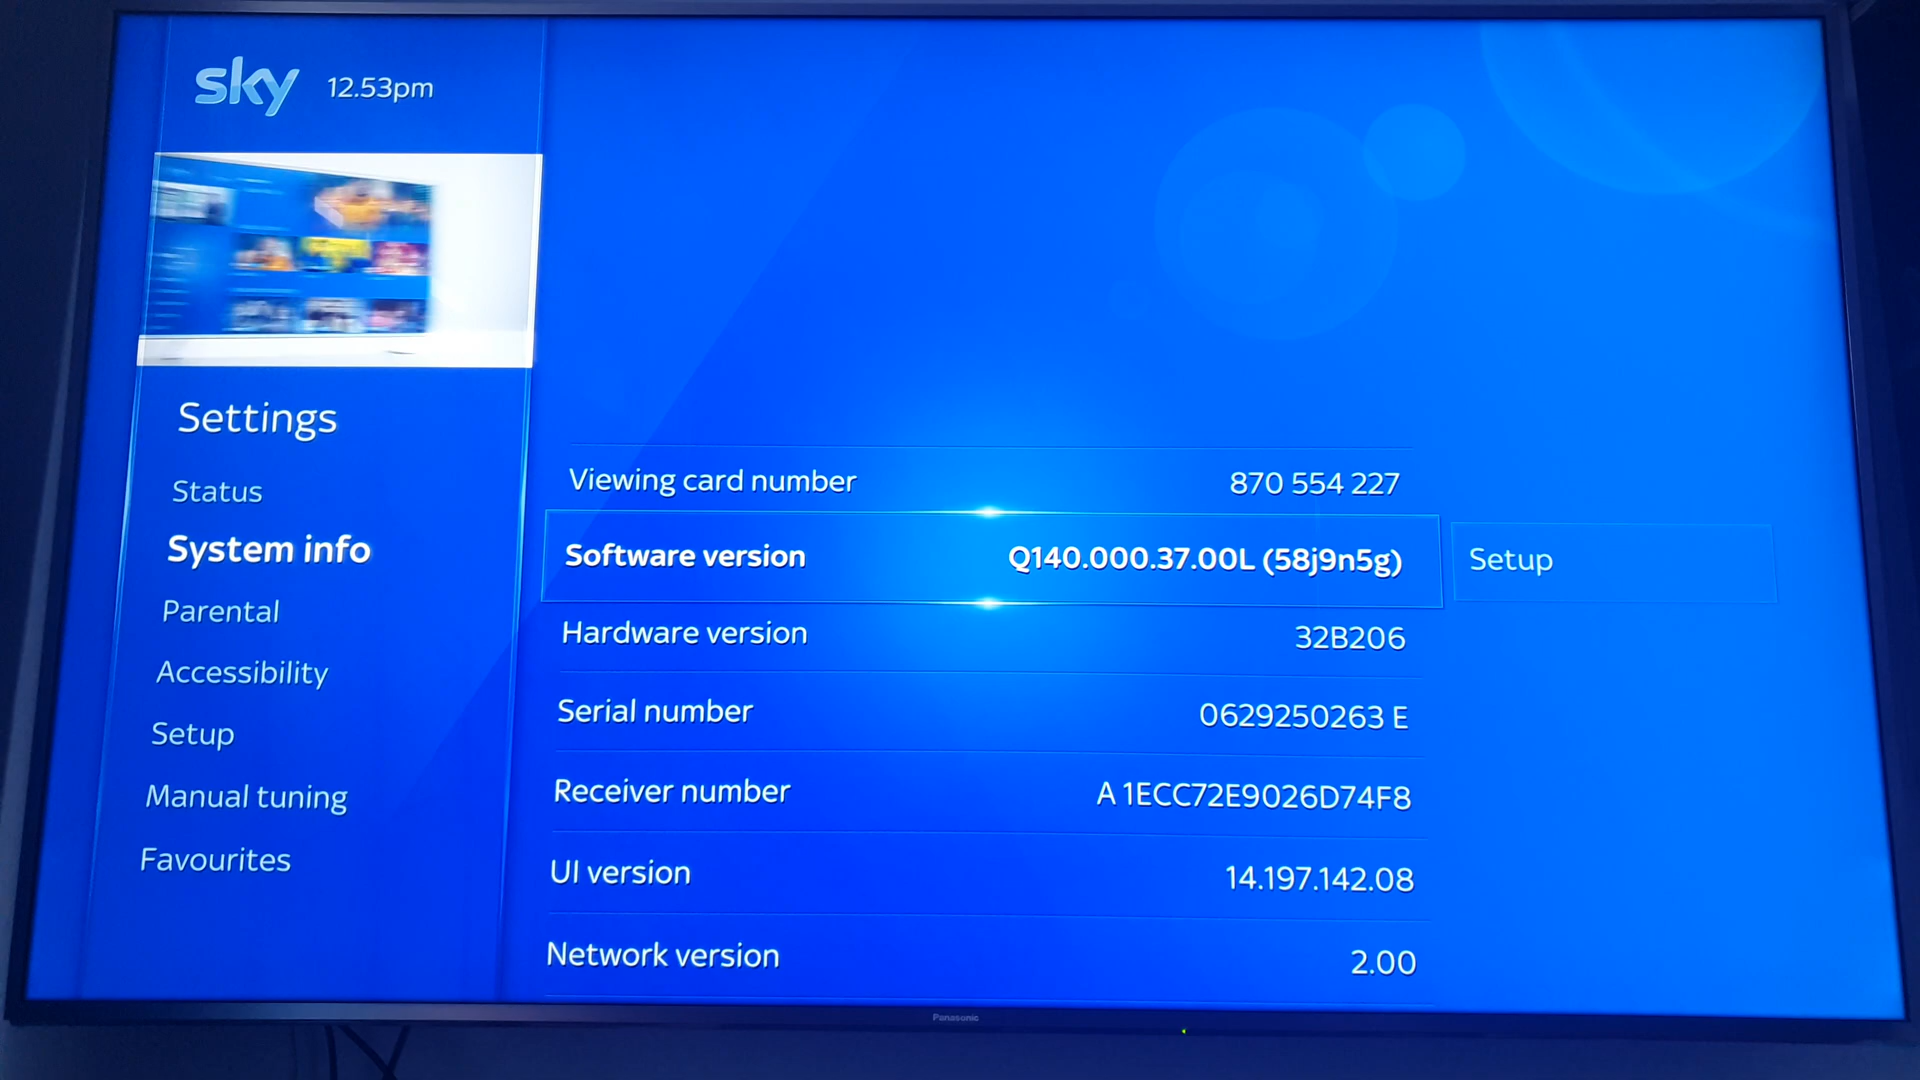 sky 12.53pm
Settings
Status
System info
Parental
Accessibility
Setup
Manual tuning
Favourites
Viewing card number 870 554 227
Software version Q140.000.37.00L (58j9n5g) Setup
Hardware version 32B206
Serial number 0629250263 E
Receiver number A 1ECC72E9026D74F8
UI version 14.197.142.08
Network version 2.00
Panasonic